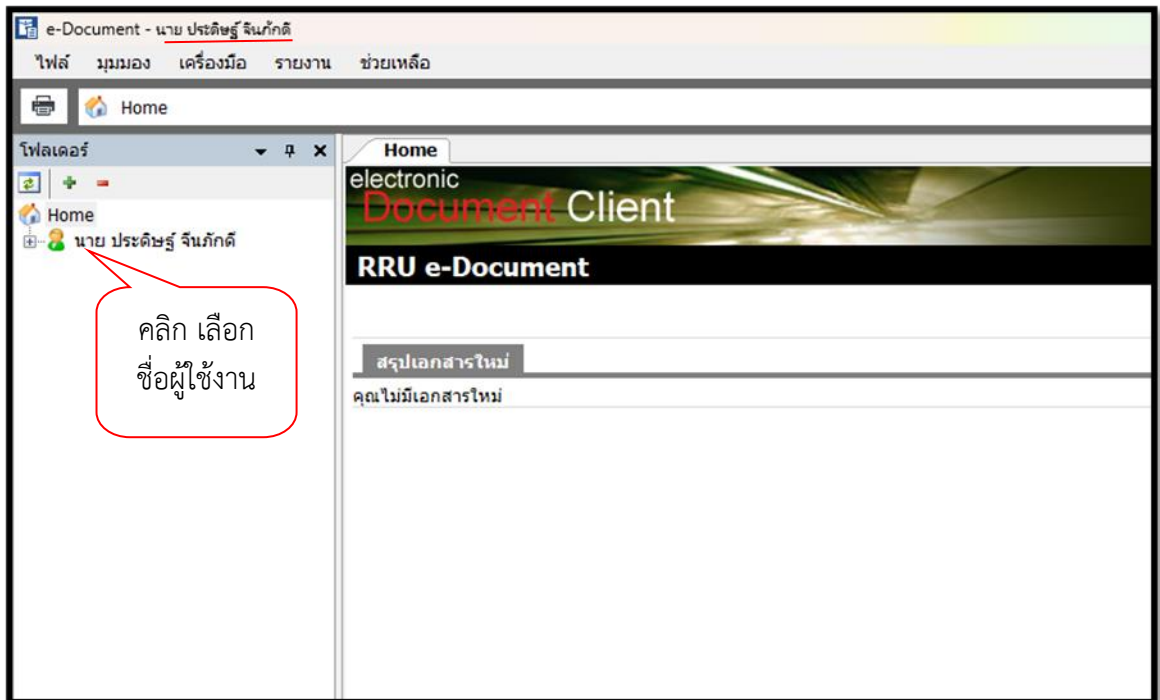 e-Document - นาย ประดิษฐ์ จีนภักดี
ไฟล์ มุมมอง เครื่องมือ รายงาน ช่วยเหลือ
Home
โฟลเดอร์
Home
นาย ประดิษฐ์ จีนภักดี
คลิก เลือก
ชื่อผู้ใช้งาน
Home
electronic
Document Client
RRU e-Document
สรุปเอกสารใหม่
คุณไม่มีเอกสารใหม่